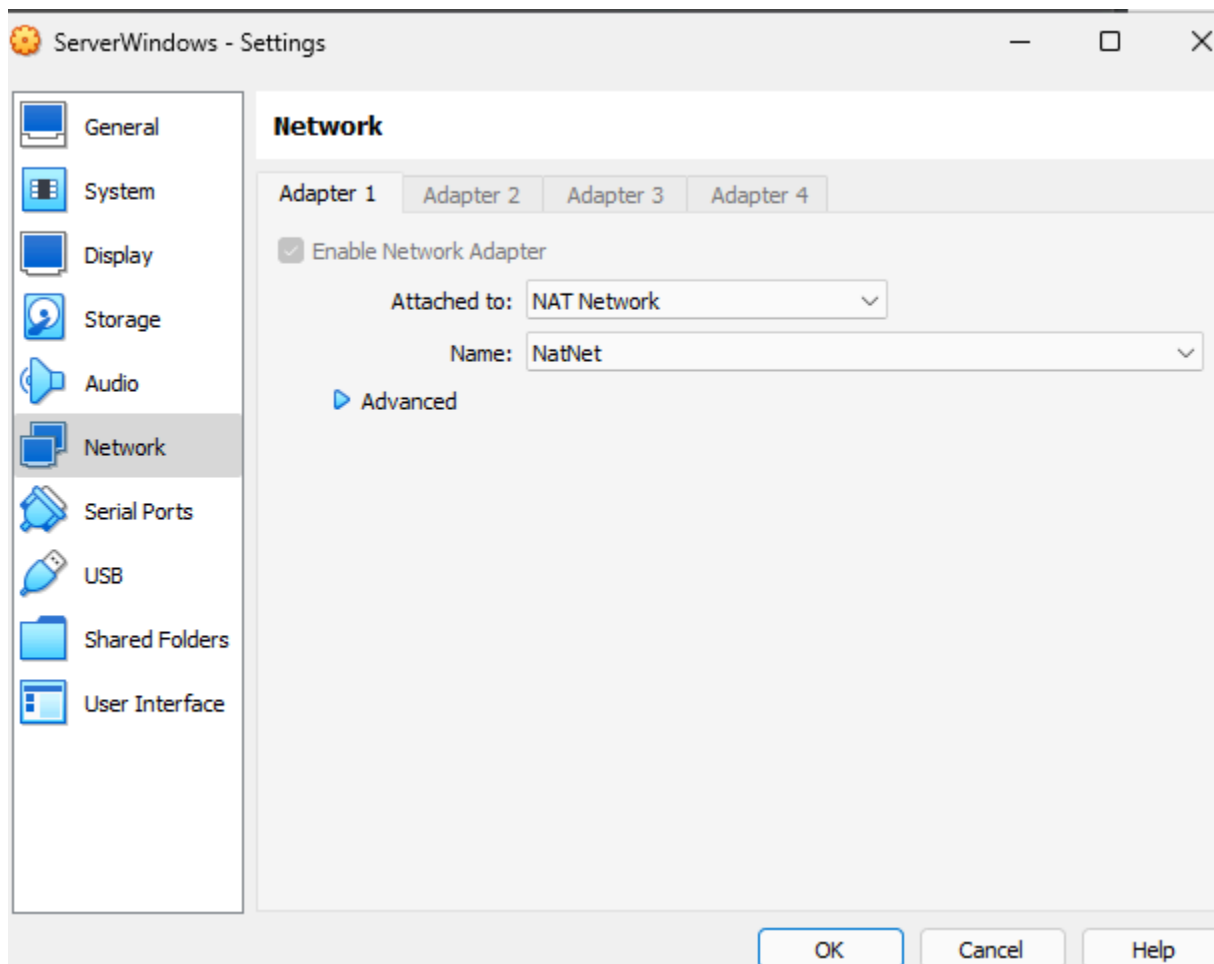 ServerWindows - Settings
General
System
Display
Storage
Audio
Network
Serial Ports
USB
Shared Folders
User Interface
Network
Adapter 1 Adapter 2 Adapter 3 Adapter 4
Enable Network Adapter
Attached to: NAT Network
Name: NatNet
Advanced
OK Cancel Help